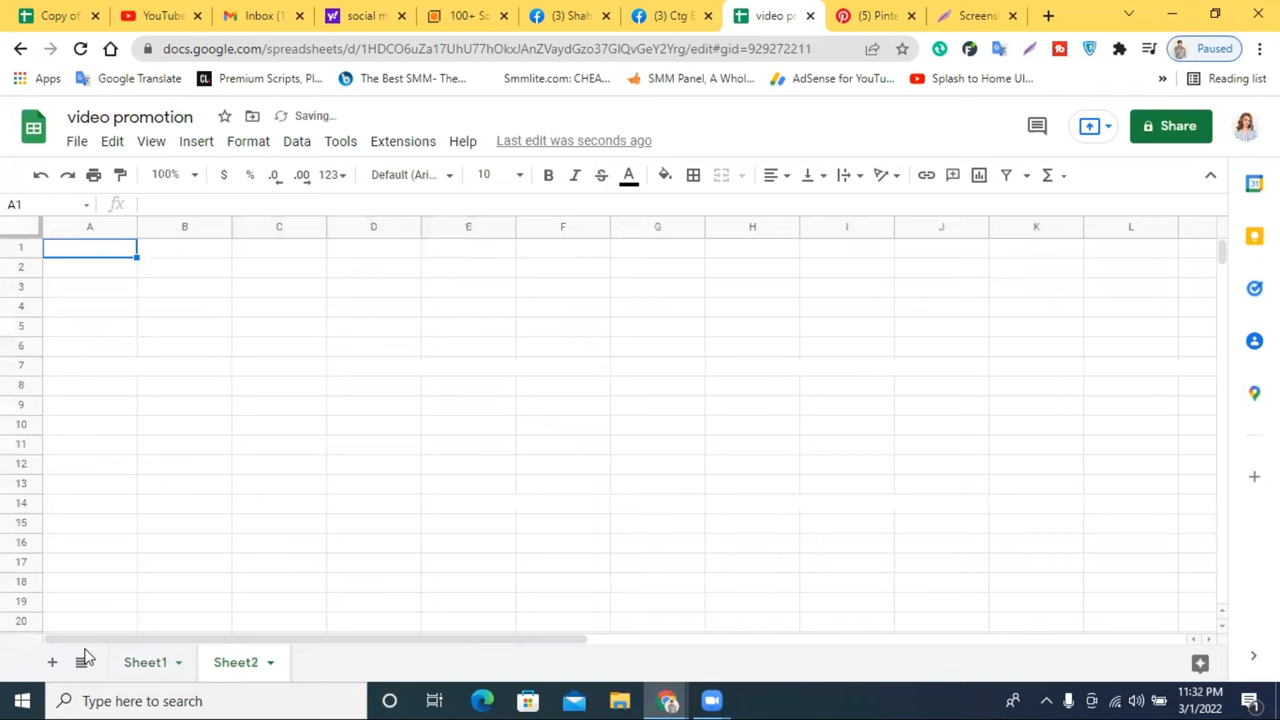 Copy of
YouTube
Inbox (1
social m
100+ Sc
(3) Shah
(3) Ctg E
video pr
(5) Pinte
Screens
docs.google.com/spreadsheets/d/1HDCO6uZa17UhU77hOkxJAnZVaydGzo37GIQvGeY2Yrg/edit#gid=929272211
Paused
Apps
Google Translate
Premium Scripts, Pl...
The Best SMM- The...
Smmlite.com: CHEA...
SMM Panel, A Whol...
AdSense for YouTu...
Splash to Home UI...
»
Reading list
video promotion
Saving...
Share
File Edit View Insert Format Data Tools Extensions Help Last edit was seconds ago
100% $ % .0 .00 123 Default (Ari... 10 B I S A Σ
A1 fx
A B C D E F G H I J K L
1
2
3
4
5
6
7
8
9
10
11
12
13
14
15
16
17
18
19
20
+ Sheet1 Sheet2
Type here to search
11:32 PM
3/1/2022
1